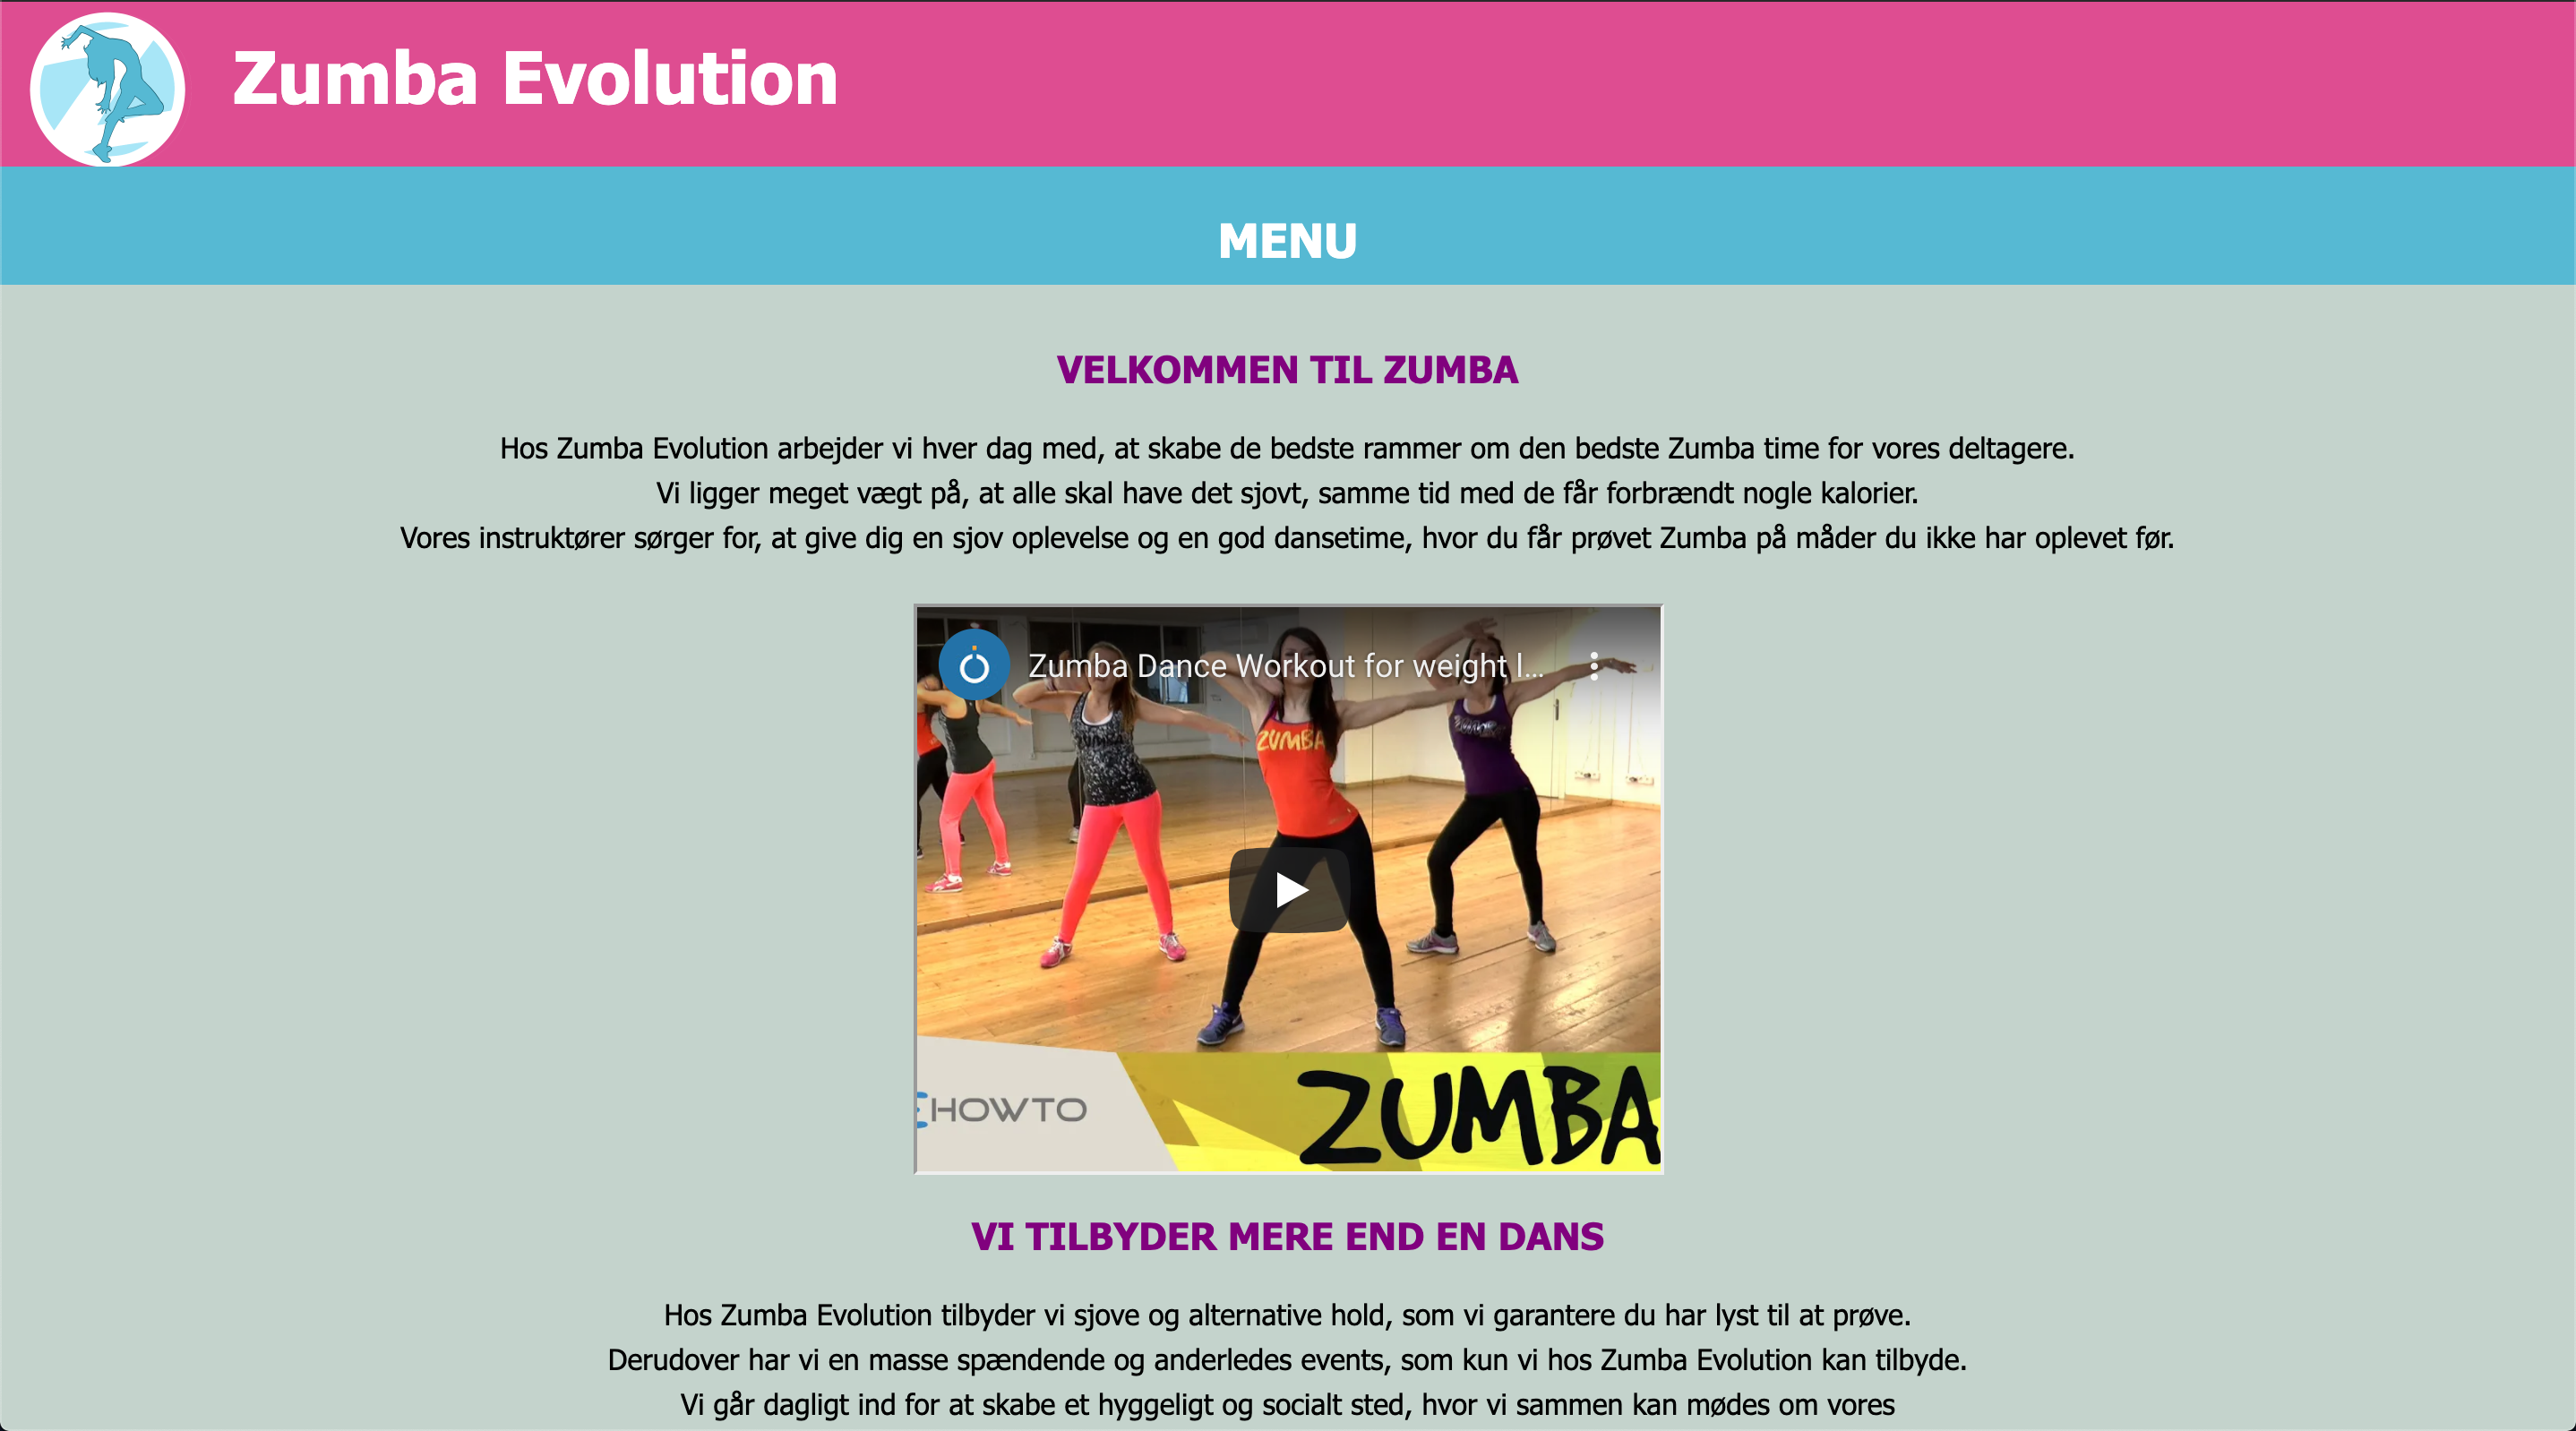 Zumba Evolution
MENU
VELKOMMEN TIL ZUMBA
Hos Zumba Evolution arbejder vi hver dag med, at skabe de bedste rammer om den bedste Zumba time for vores deltagere.
Vi ligger meget vægt på, at alle skal have det sjovt, samme tid med de får forbrændt nogle kalorier.
Vores instruktører sørger for, at give dig en sjov oplevelse og en god dansetime, hvor du får prøvet Zumba på måder du ikke har oplevet før.
Zumba Dance Workout for weight l...
ZUMBA
ZUMBA
HOWTO
ZUMBA
VI TILBYDER MERE END EN DANS
Hos Zumba Evolution tilbyder vi sjove og alternative hold, som vi garantere du har lyst til at prøve.
Derudover har vi en masse spændende og anderledes events, som kun vi hos Zumba Evolution kan tilbyde.
Vi går dagligt ind for at skabe et hyggeligt og socialt sted, hvor vi sammen kan mødes om vores